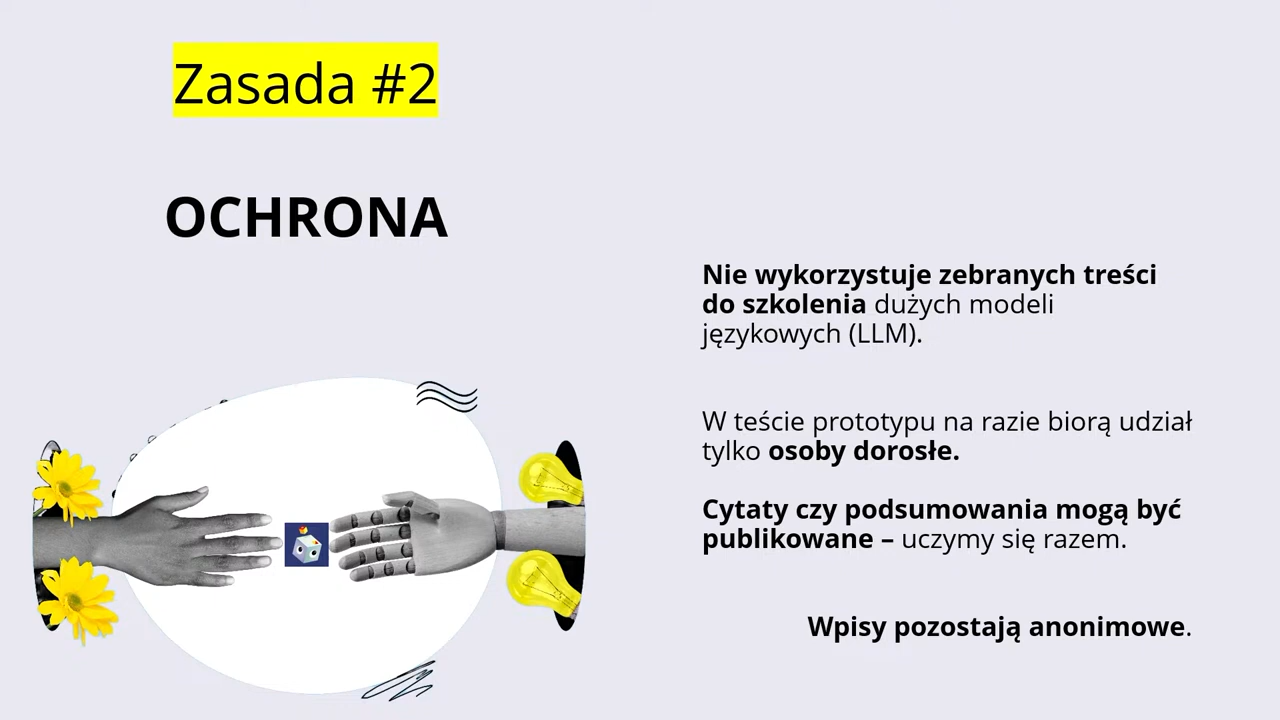 Zasada #2
OCHRONA
Nie wykorzystuje zebranych treści
do szkolenia dużych modeli
językowych (LLM).
W teście prototypu na razie biorą udział
tylko osoby dorosłe.
Cytaty czy podsumowania mogą być
publikowane – uczymy się razem.
Wpisy pozostają anonimowe.